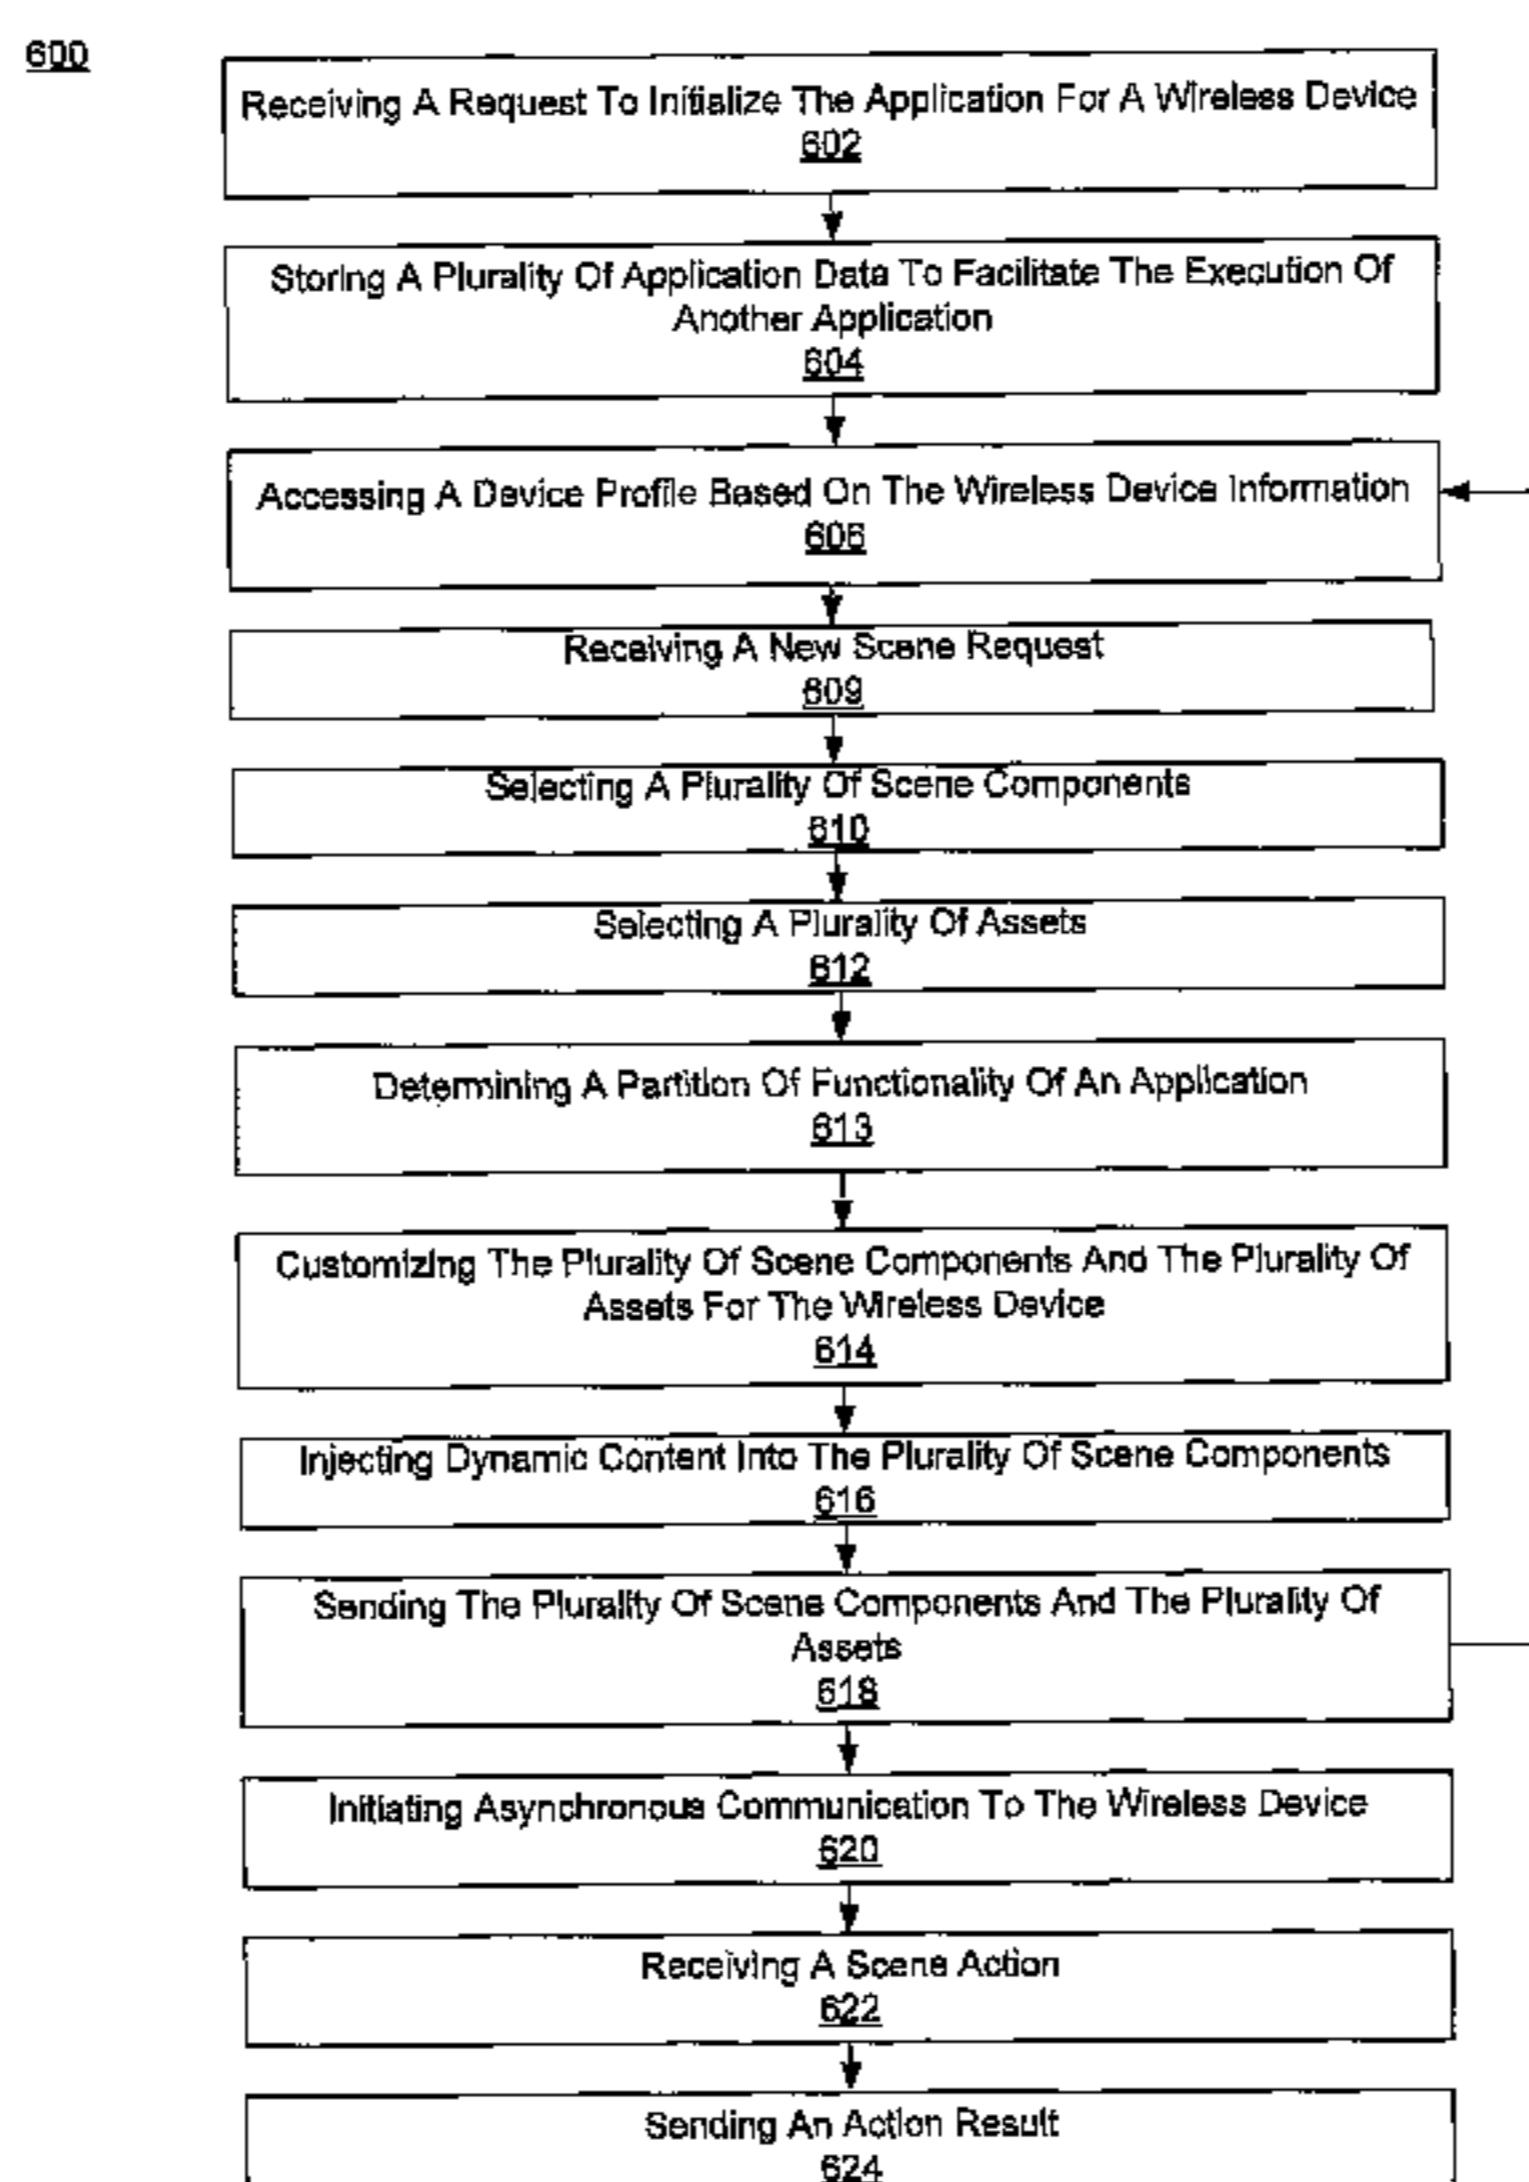 600
Receiving A Request To Initialize The Application For A Wireless Device
602
Storing A Plurality Of Application Data To Facilitate The Execution Of
Another Application
604
Accessing A Device Profile Based On The Wireless Device Information
606
Receiving A New Scene Request
609
Selecting A Plurality Of Scene Components
610
Selecting A Plurality Of Assets
612
Determining A Partition Of Functionality Of An Application
613
Customizing The Plurality Of Scene Components And The Plurality Of
Assets For The Wireless Device
614
Injecting Dynamic Content Into The Plurality Of Scene Components
616
Sending The Plurality Of Scene Components And The Plurality Of
Assets
618
Initiating Asynchronous Communication To The Wireless Device
620
Receiving A Scene Action
622
Sending An Action Result
624